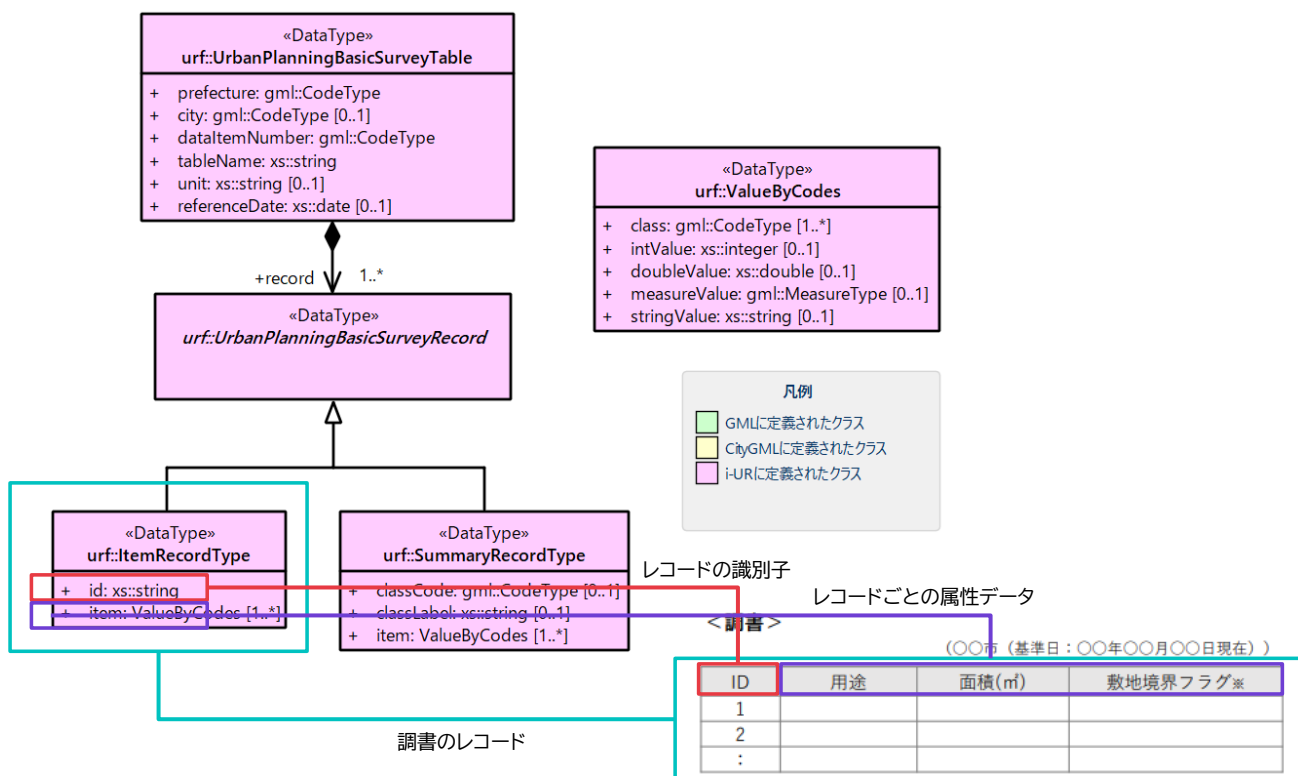 «DataType»
urf::UrbanPlanningBasicSurveyTable
+ prefecture: gml::CodeType
+ city: gml::CodeType [0..1]
+ dataItemNumber: gml::CodeType
+ tableName: xs::string
+ unit: xs::string [0..1]
+ referenceDate: xs::date [0..1]
«DataType»
urf::ValueByCodes
+ class: gml::CodeType [1..*]
+ intValue: xs::integer [0..1]
+ doubleValue: xs::double [0..1]
+ measureValue: gml::MeasureType [0..1]
+ stringValue: xs::string [0..1]
+record 1..*
«DataType»
urf::UrbanPlanningBasicSurveyRecord
凡例
GMLに定義されたクラス
CityGMLに定義されたクラス
i-URに定義されたクラス
«DataType»
urf::ItemRecordType
+ id: xs::string
+ item: ValueByCodes [1..*]
«DataType»
urf::SummaryRecordType
+ classCode: gml::CodeType [0..1]
+ classLabel: xs::string [0..1]
+ item: ValueByCodes [1..*]
レコードの識別子
レコードごとの属性データ
＜調書＞
（〇〇市（基準日：〇〇年〇〇月〇〇日現在））
ID 用途 面積(㎡) 敷地境界フラグ※
1
2
:
調書のレコード